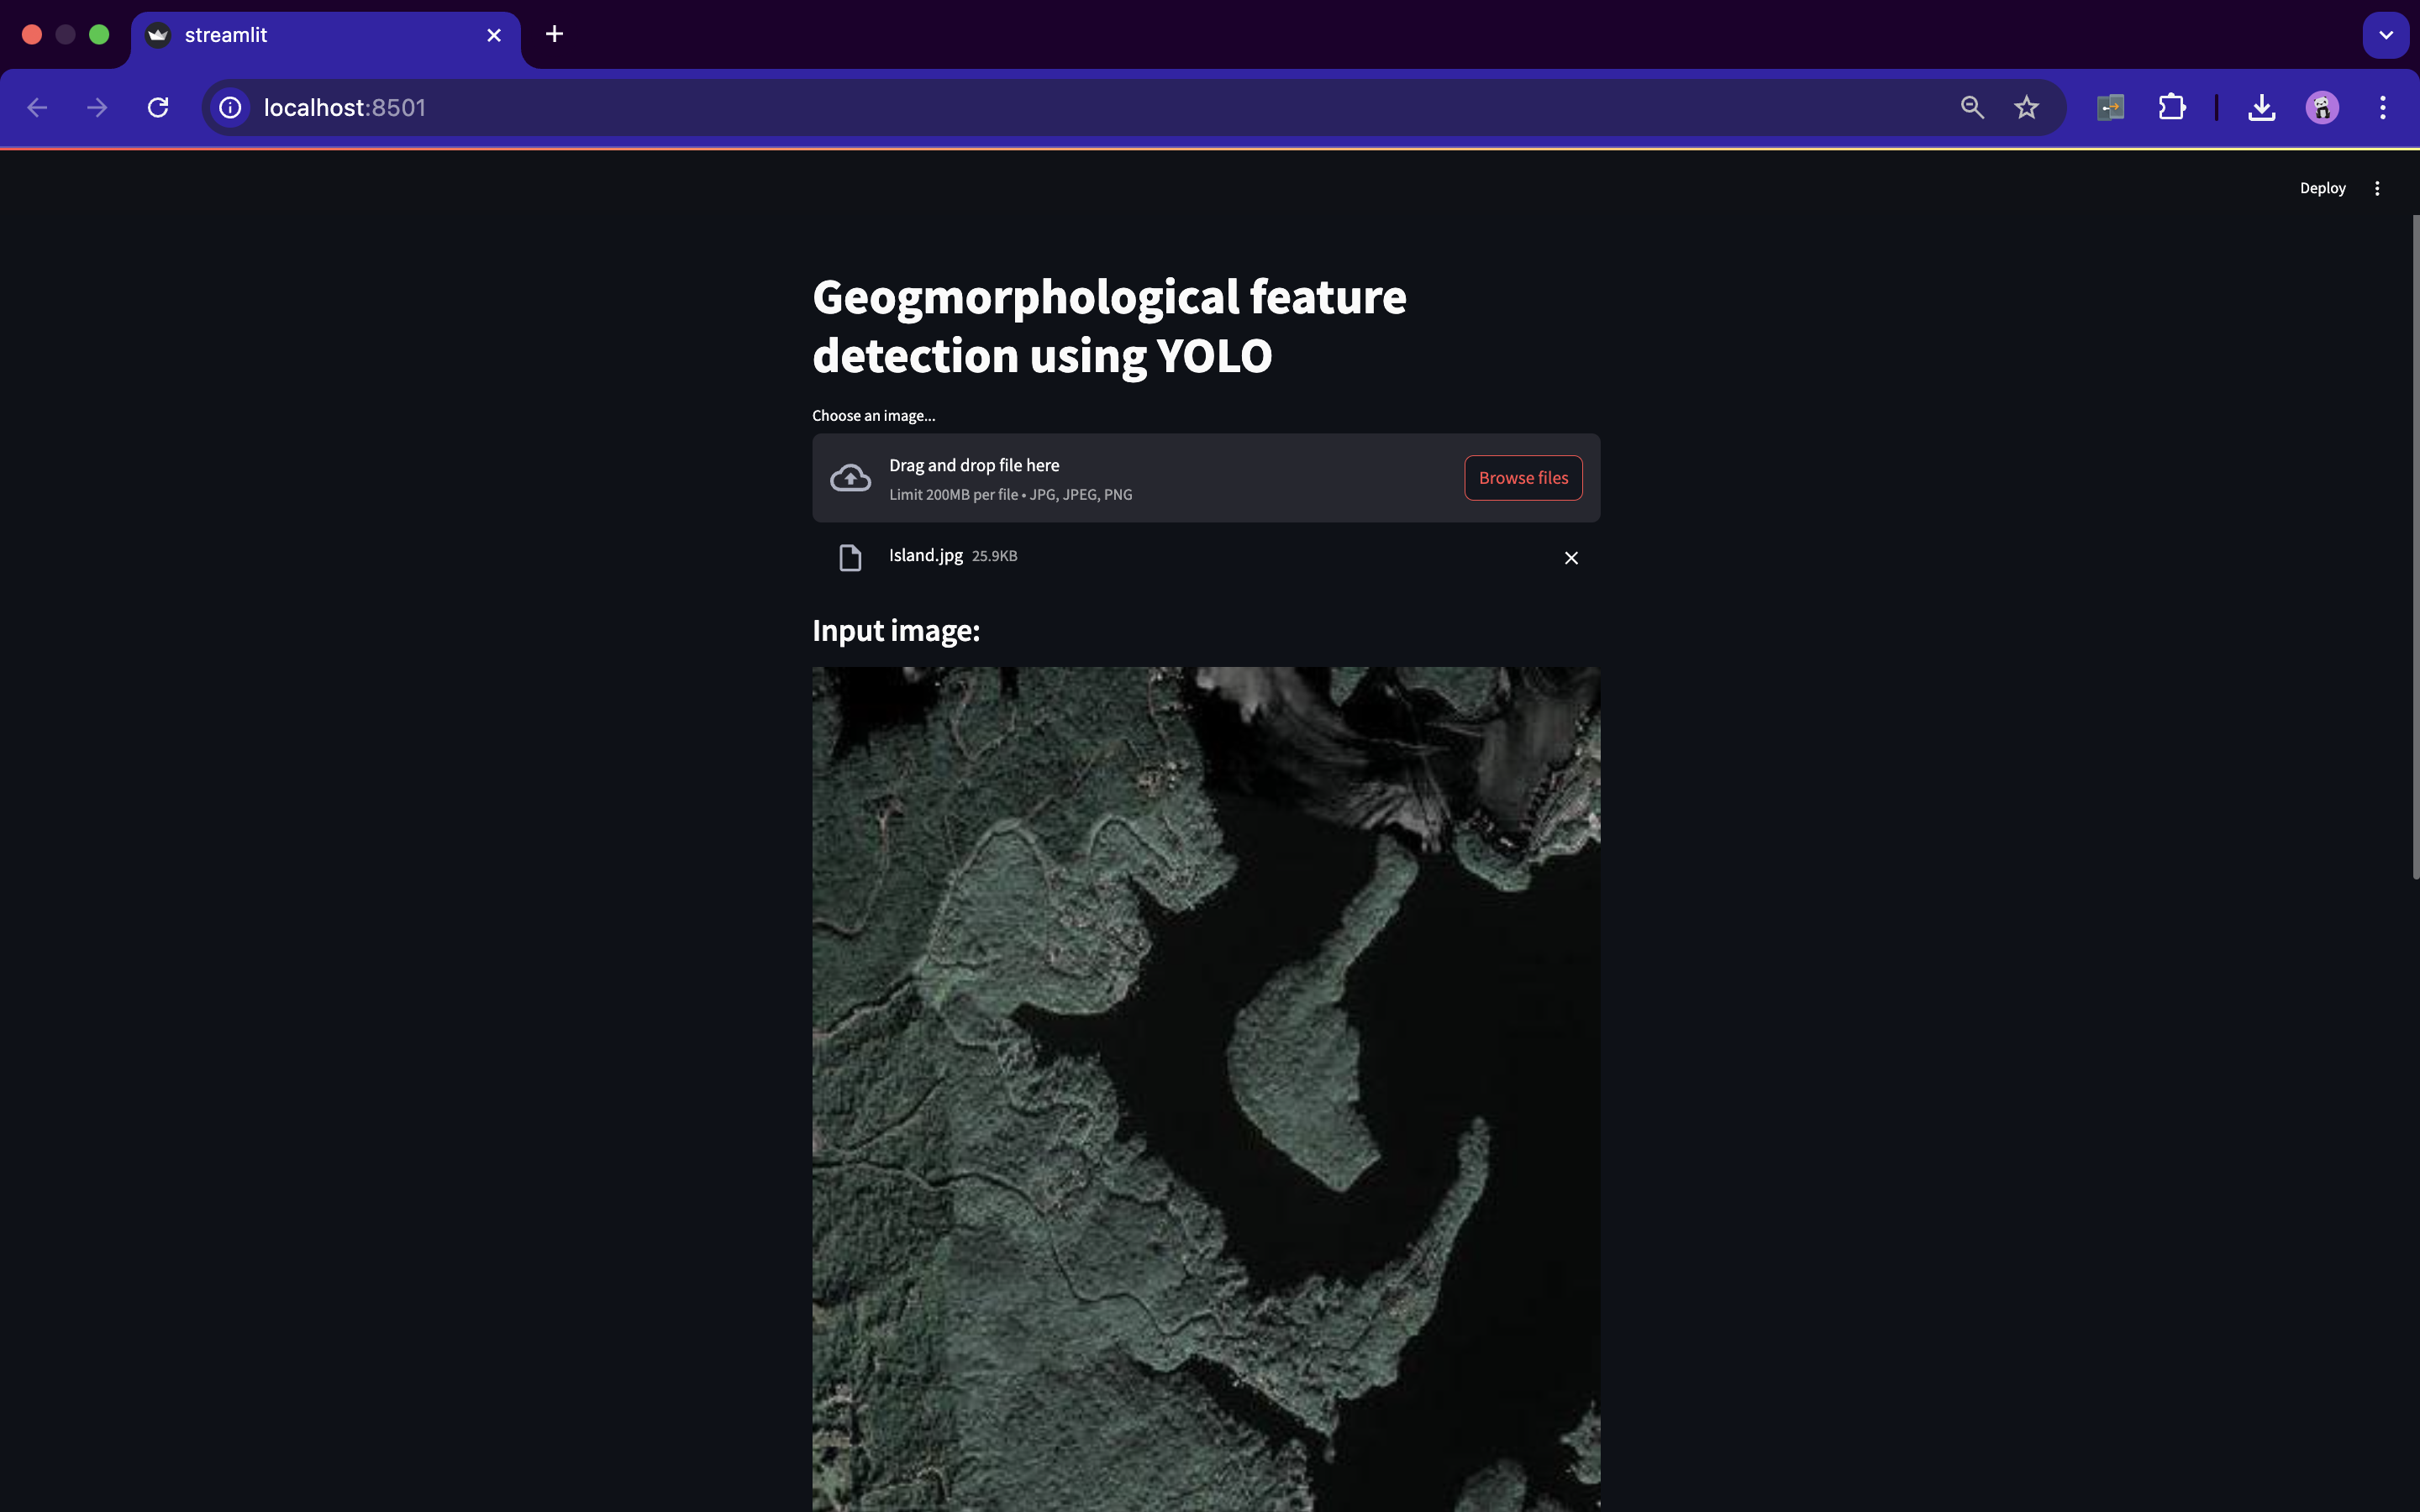 streamlit
localhost:8501
Deploy
Geogmorphological feature
detection using YOLO
Choose an image...
Drag and drop file here
Limit 200MB per file • JPG, JPEG, PNG
Browse files
Island.jpg 25.9KB
Input image: